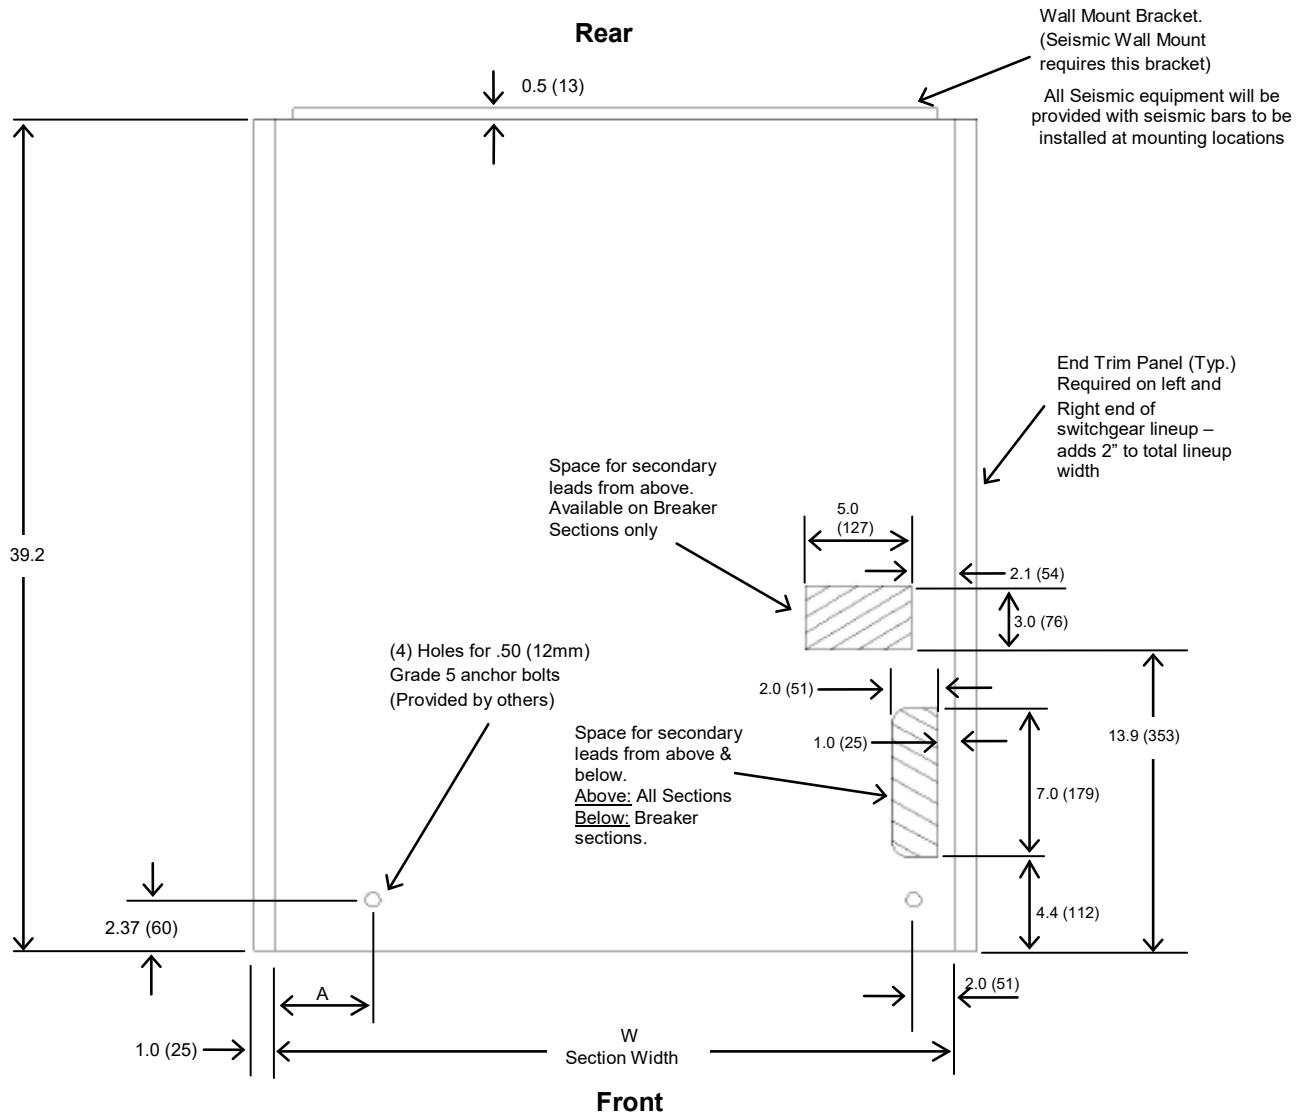 Rear
Wall Mount Bracket.
(Seismic Wall Mount
requires this bracket)
All Seismic equipment will be
provided with seismic bars to be
installed at mounting locations
0.5 (13)
End Trim Panel (Typ.)
Required on left and
Right end of
switchgear lineup –
adds 2” to total lineup
width
Space for secondary
leads from above.
Available on Breaker
Sections only
5.0
(127)
39.2
2.1 (54)
3.0 (76)
(4) Holes for .50 (12mm)
Grade 5 anchor bolts
(Provided by others)
2.0 (51)
Space for secondary
leads from above &
below.
Above: All Sections
Below: Breaker
sections.
1.0 (25)
13.9 (353)
7.0 (179)
4.4 (112)
2.37 (60)
A
2.0 (51)
1.0 (25)
W
Section Width
Front